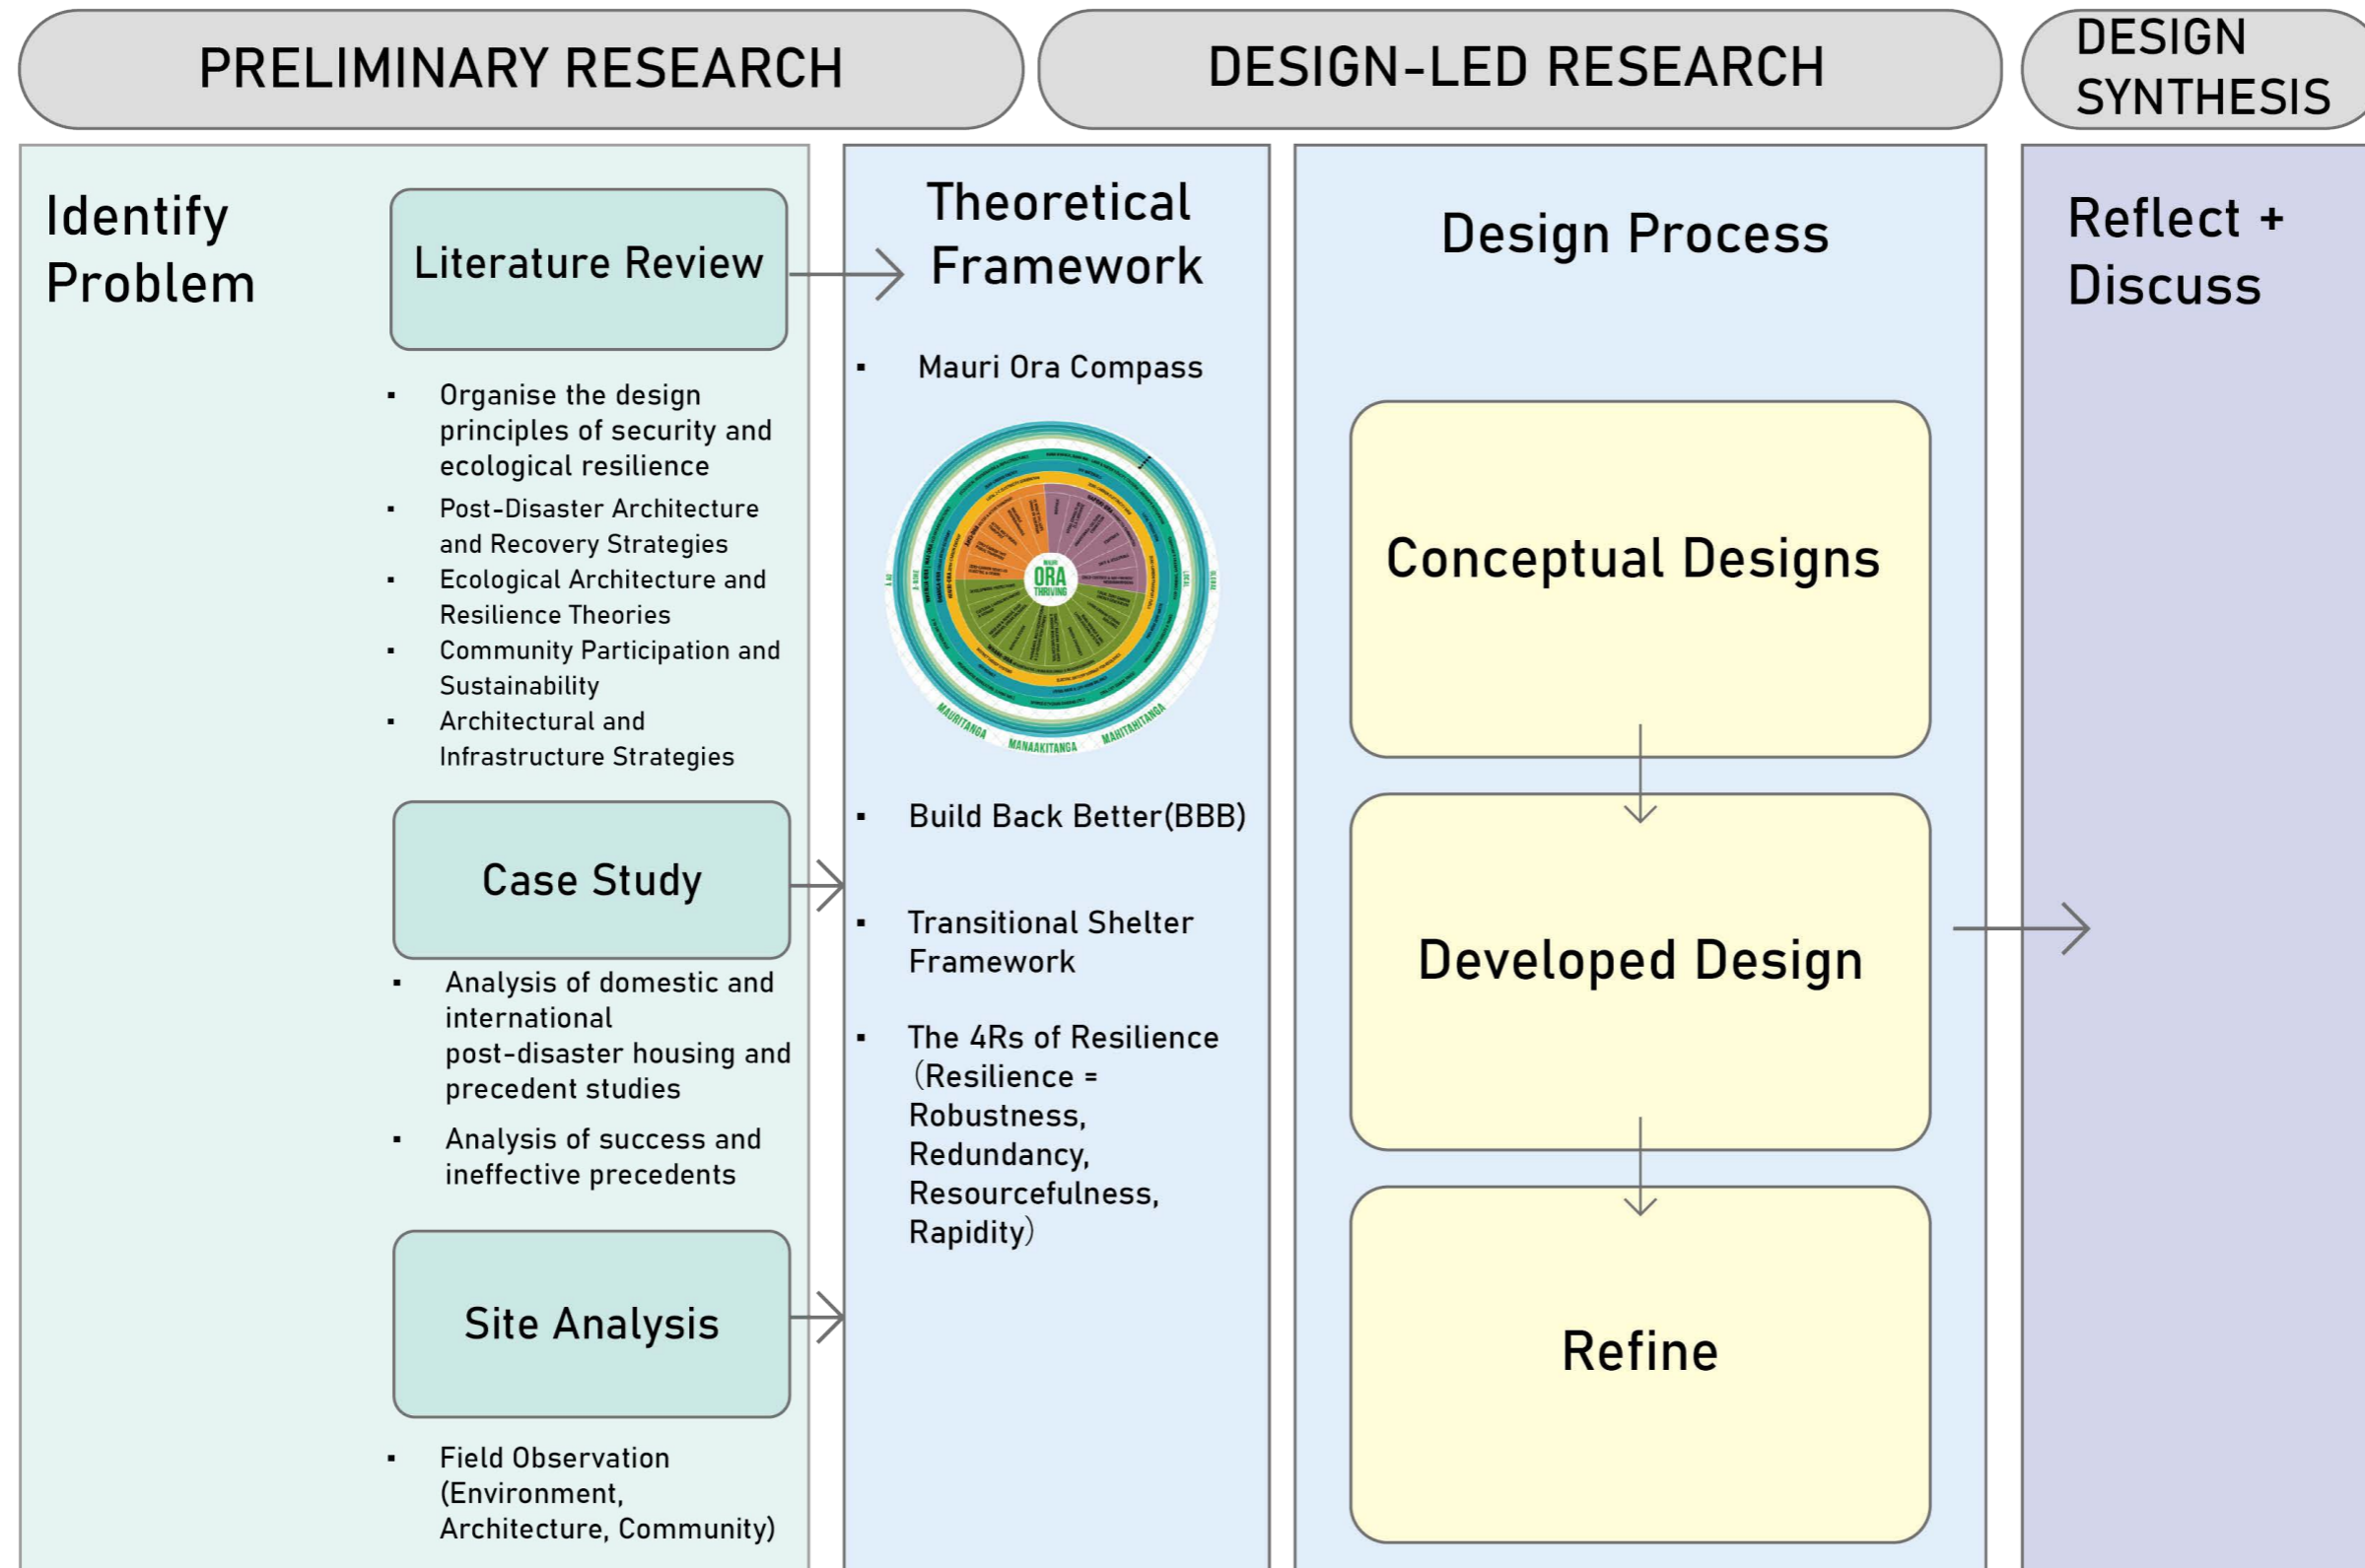 PRELIMINARY RESEARCH
DESIGN-LED RESEARCH
DESIGN
SYNTHESIS
Identify
Problem
Literature Review
▪ Organise the design
principles of security and
ecological resilience
▪ Post-Disaster Architecture
and Recovery Strategies
▪ Ecological Architecture and
Resilience Theories
▪ Community Participation and
Sustainability
▪ Architectural and
Infrastructure Strategies
Case Study
▪ Analysis of domestic and
international
post-disaster housing and
precedent studies
▪ Analysis of success and
ineffective precedents
Site Analysis
▪ Field Observation
(Environment,
Architecture, Community)
Theoretical
Framework
▪ Mauri Ora Compass
MAURI
ORA
THRIVING
LOCAL
GLOBAL
MAURITANGA
MANAAKITANGA
MAHITAHITANGA
▪ Build Back Better(BBB)
▪ Transitional Shelter
Framework
▪ The 4Rs of Resilience
（Resilience =
Robustness,
Redundancy,
Resourcefulness,
Rapidity）
Design Process
Conceptual Designs
Developed Design
Refine
Reflect +
Discuss